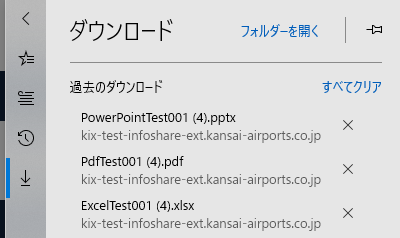 ダウンロード
フォルダーを開く
過去のダウンロード
すべてクリア
PowerPointTest001 (4).pptx
kix-test-infoshare-ext.kansai-airports.co.jp
PdfTest001 (4).pdf
kix-test-infoshare-ext.kansai-airports.co.jp
ExcelTest001 (4).xlsx
kix-test-infoshare-ext.kansai-airports.co.jp